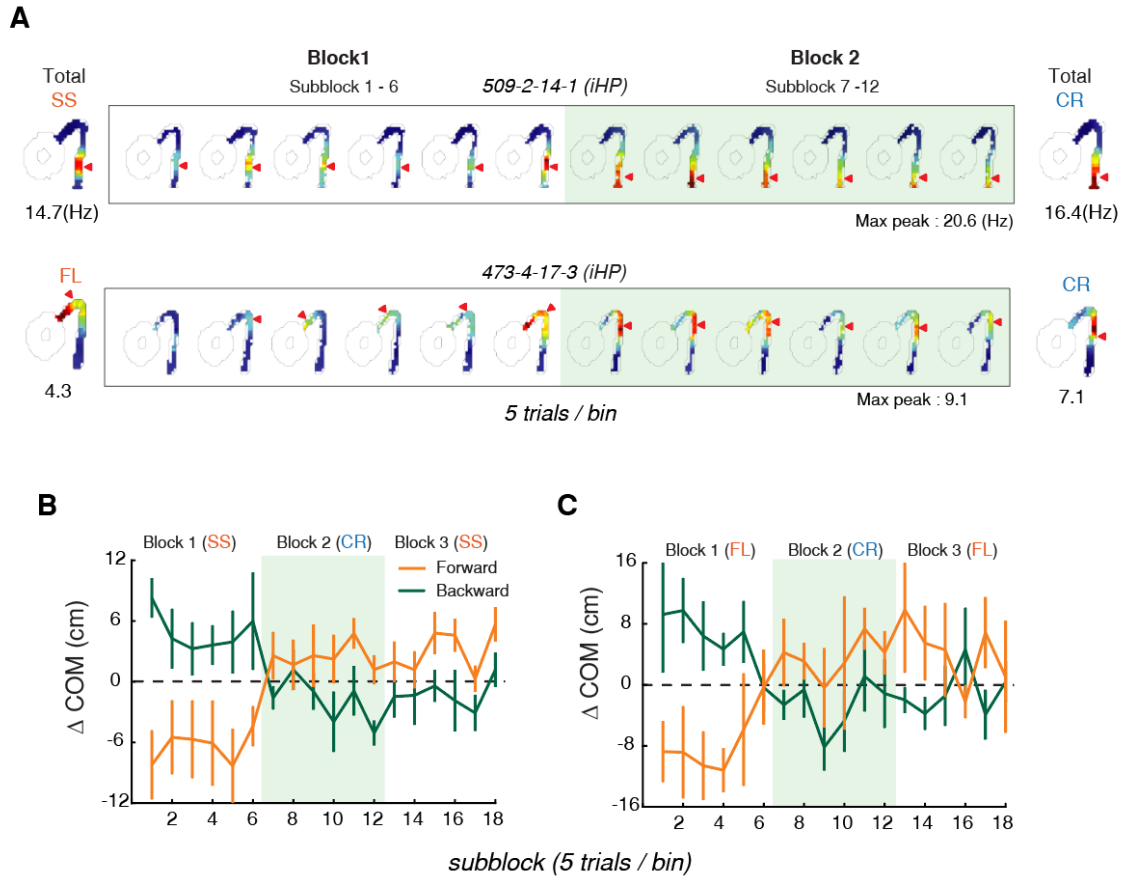 A
Block1
Block 2
Total
SS
Subblock 1 - 6
509-2-14-1 (iHP)
Subblock 7 -12
Total
CR
14.7(Hz)
16.4(Hz)
Max peak : 20.6 (Hz)
FL
473-4-17-3 (iHP)
CR
4.3
Max peak : 9.1
7.1
5 trials / bin
B
Block 1 (SS)
Block 2 (CR)
Block 3 (SS)
Forward
Backward
12
6
0
-6
-12
Δ COM (cm)
2 4 6 8 10 12 14 16 18
C
Block 1 (FL)
Block 2 (CR)
Block 3 (FL)
16
8
0
-8
-16
Δ COM (cm)
2 4 6 8 10 12 14 16 18
subblock (5 trials / bin)